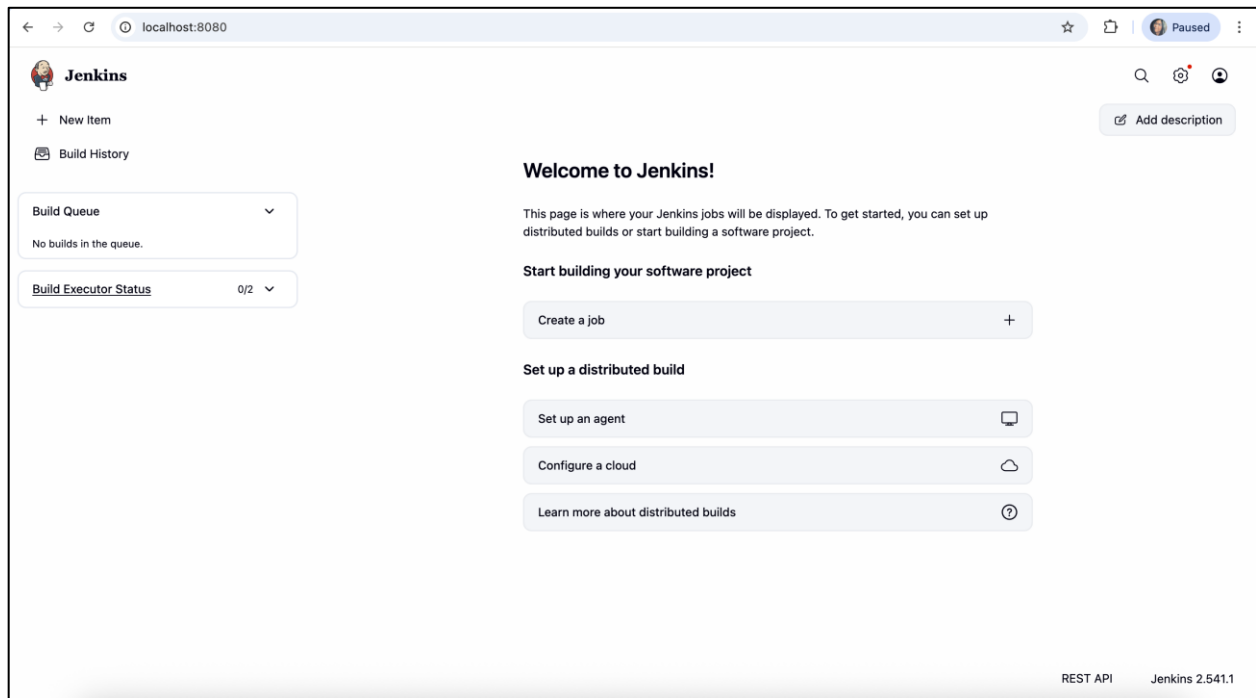 localhost:8080
Paused
Jenkins
New Item
Add description
Build History
Welcome to Jenkins!
Build Queue
No builds in the queue.
Build Executor Status
0/2
This page is where your Jenkins jobs will be displayed. To get started, you can set up
distributed builds or start building a software project.
Start building your software project
Create a job
Set up a distributed build
Set up an agent
Configure a cloud
Learn more about distributed builds
REST API
Jenkins 2.541.1